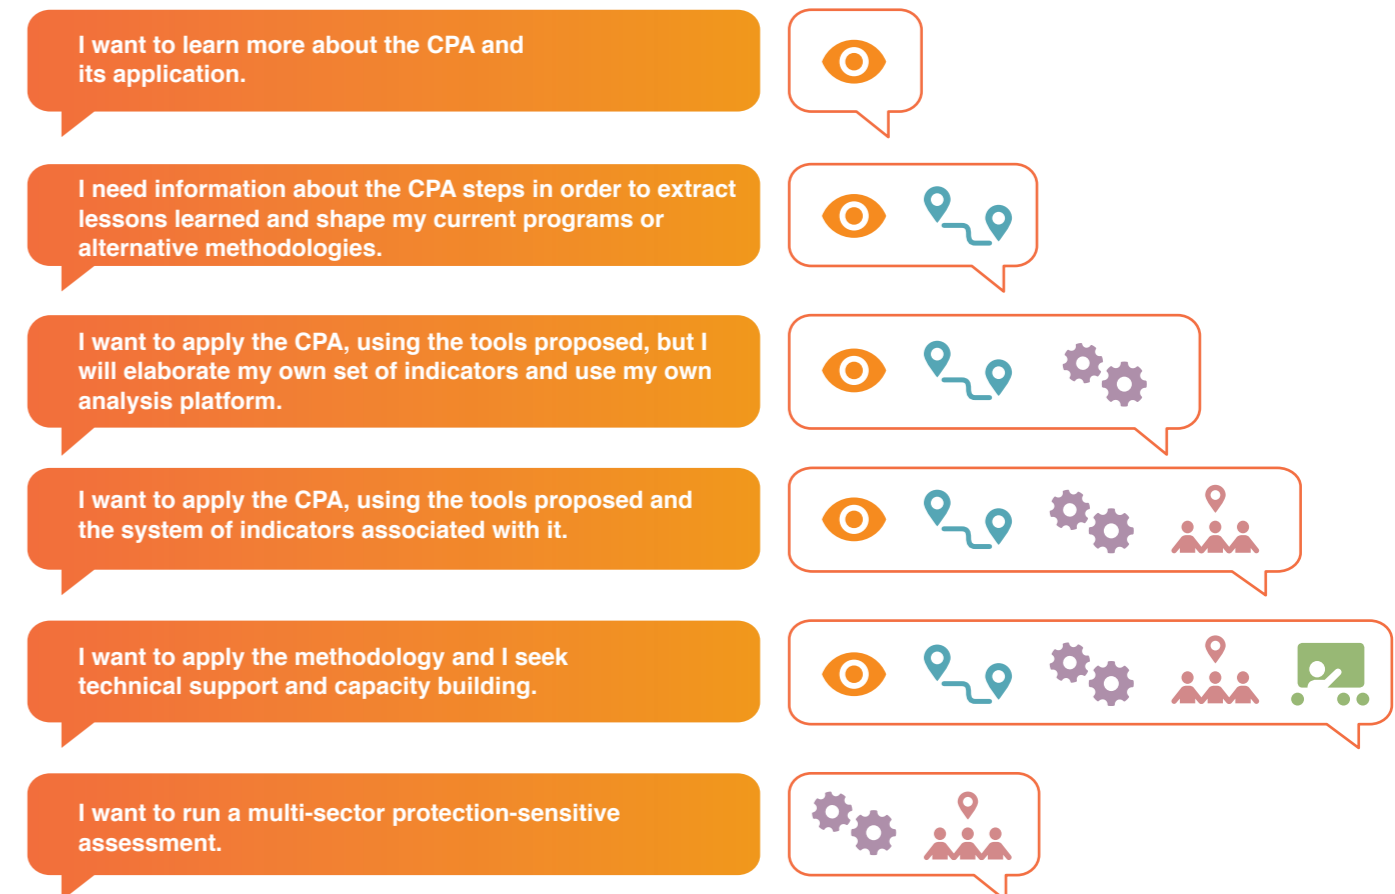 I want to learn more about the CPA and
its application.
I need information about the CPA steps in order to extract
lessons learned and shape my current programs or
alternative methodologies.
I want to apply the CPA, using the tools proposed, but I
will elaborate my own set of indicators and use my own
analysis platform.
I want to apply the CPA, using the tools proposed and
the system of indicators associated with it.
I want to apply the methodology and I seek
technical support and capacity building.
I want to run a multi-sector protection-sensitive
assessment.